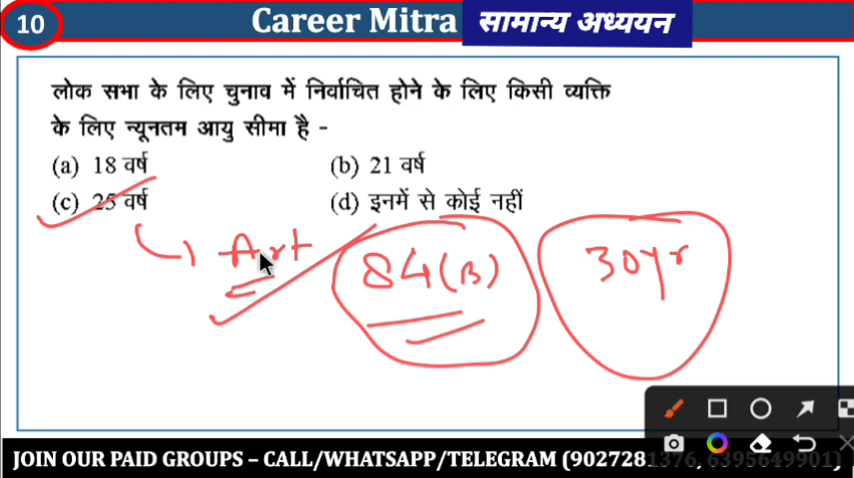 10
Career Mitra सामान्य अध्ययन
लोक सभा के लिए चुनाव में निर्वाचित होने के लिए किसी व्यक्ति
के लिए न्यूनतम आयु सीमा है -
(a) 18 वर्ष (b) 21 वर्ष
(c) 25 वर्ष (d) इनमें से कोई नहीं
Art 84(B) 30yr
JOIN OUR PAID GROUPS – CALL/WHATSAPP/TELEGRAM (9027281376, 6395649901)